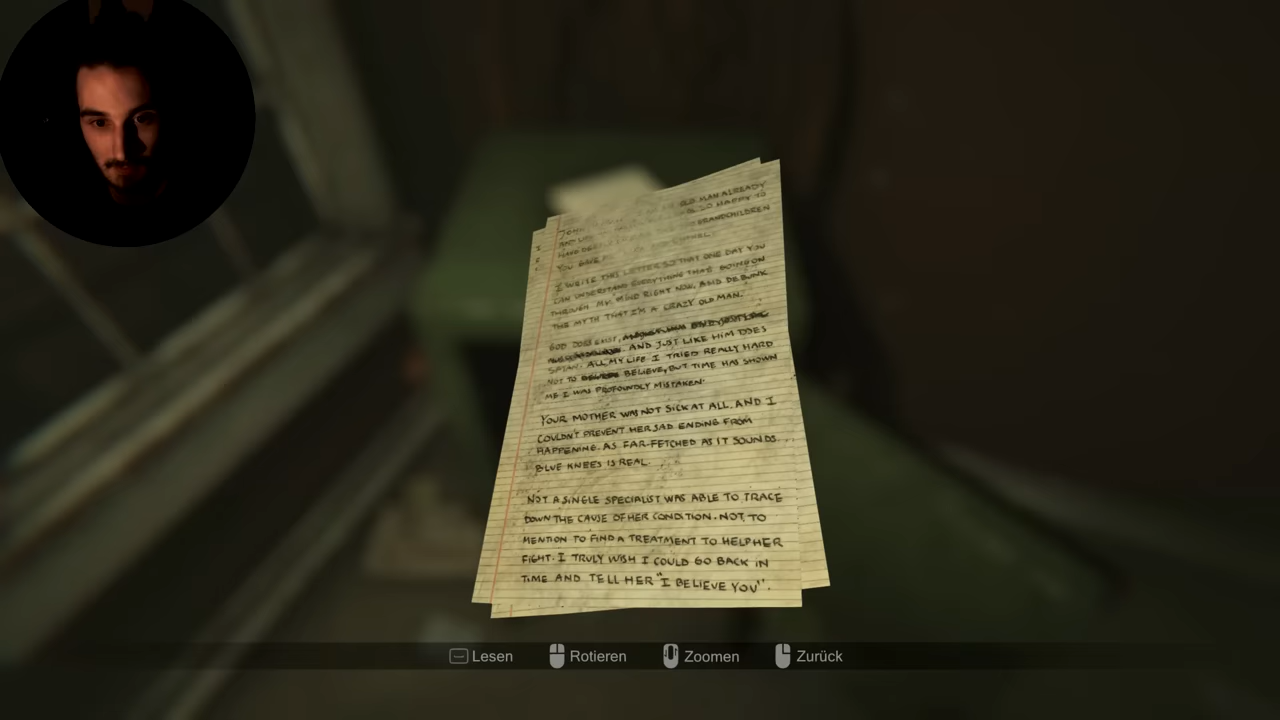 OLD MAN ALREADY
SO HAPPY TO
GRANDCHILDREN
YOU GAVE
I WRITE THIS LETTER SO THAT ONE DAY YOU
CAN UNDERSTAND EVERYTHING THAT'S GOING ON
THROUGH MY MIND RIGHT NOW, AND DEBUNK
THE MYTH THAT I'M A CRAZY OLD MAN.
GOD DOES EXIST,
. AND JUST LIKE HIM DOES
SATAN. ALL MY LIFE I TRIED REALLY HARD
NOT TO BELIEVE, BUT TIME HAS SHOWN
ME I WAS PROFOUNDLY MISTAKEN.
YOUR MOTHER WAS NOT SICK AT ALL. AND I
COULDN'T PREVENT HER SAD ENDING FROM
HAPPENING. AS FAR-FETCHED AS IT SOUNDS
BLUE KNEES IS REAL.
NOT A SINGLE SPECIALIST WAS ABLE TO TRACE
DOWN THE CAUSE OF HER CONDITION. NOT TO
MENTION TO FIND A TREATMENT TO HELP HER
FIGHT. I TRULY WISH I COULD GO BACK IN
TIME AND TELL HER "I BELIEVE YOU".
Lesen Rotieren Zoomen Zurück